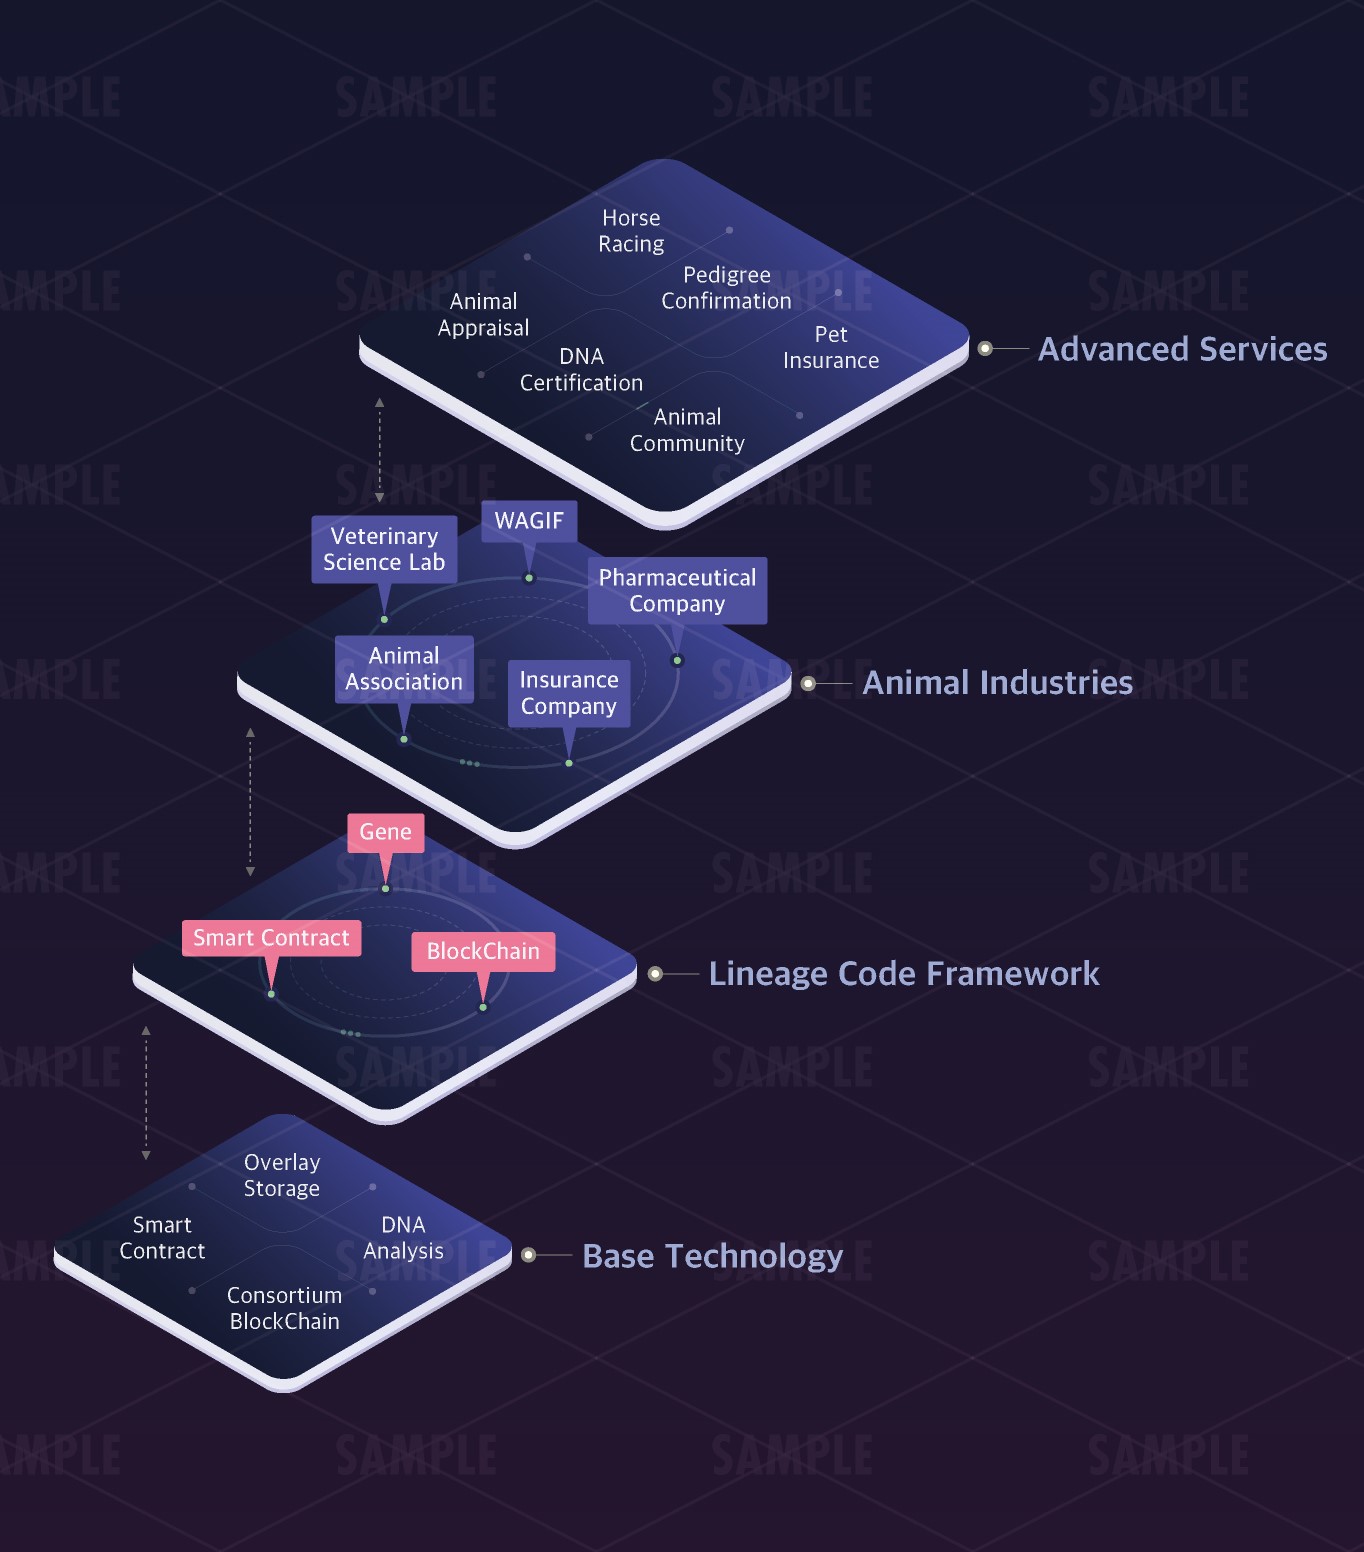 SAMPLE SAMPLE SAMPLE SAMPLE
Horse
Racing
Pedigree
Confirmation
Animal
Appraisal
Pet
Insurance
DNA
Certification
Animal
Community
Advanced Services
WAGIF
Veterinary
Science Lab
Pharmaceutical
Company
Animal
Association
Insurance
Company
Animal Industries
Gene
Smart Contract
BlockChain
Lineage Code Framework
Overlay
Storage
Smart
Contract
DNA
Analysis
Consortium
BlockChain
Base Technology
SAMPLE SAMPLE SAMPLE SAMPLE